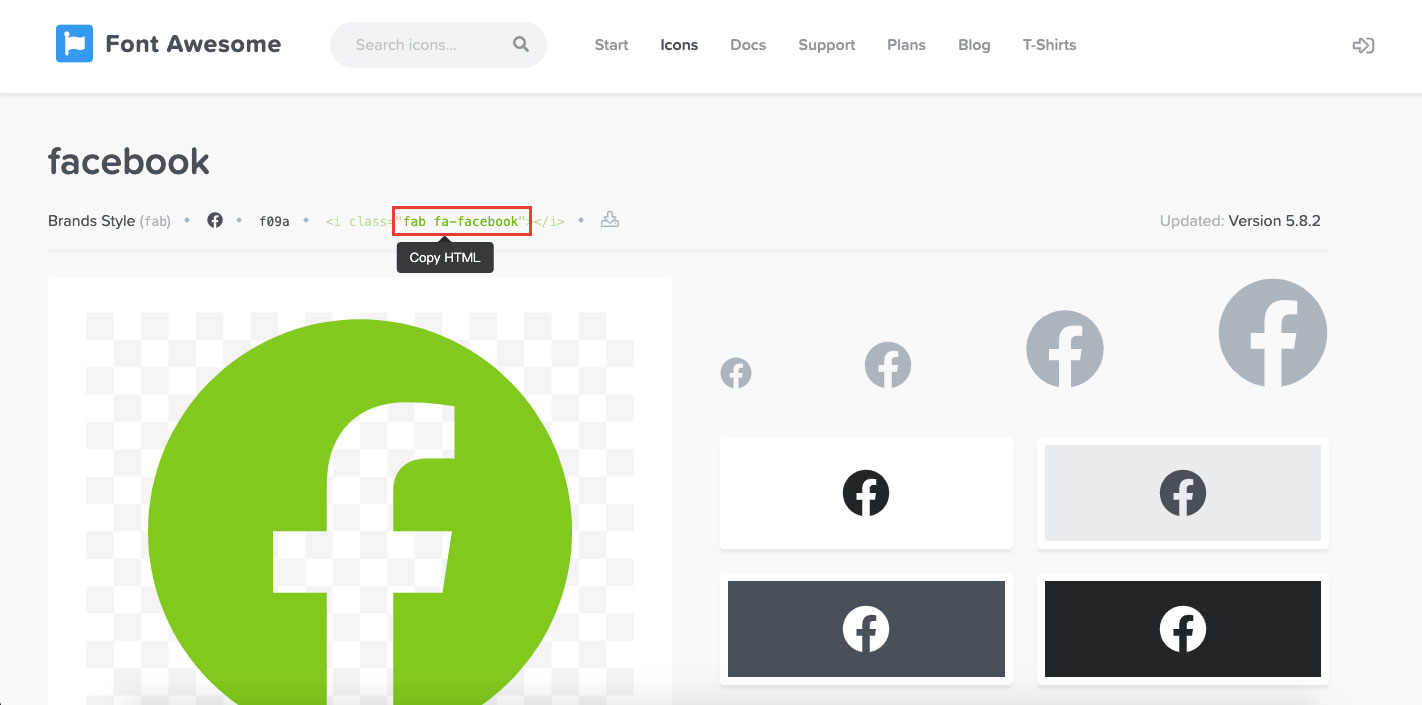 Font Awesome Search icons... Start Icons Docs Support Plans Blog T-Shirts
facebook
Brands Style (fab) • • f09a • <i class="fab fa-facebook"></i> • Updated: Version 5.8.2
Copy HTML